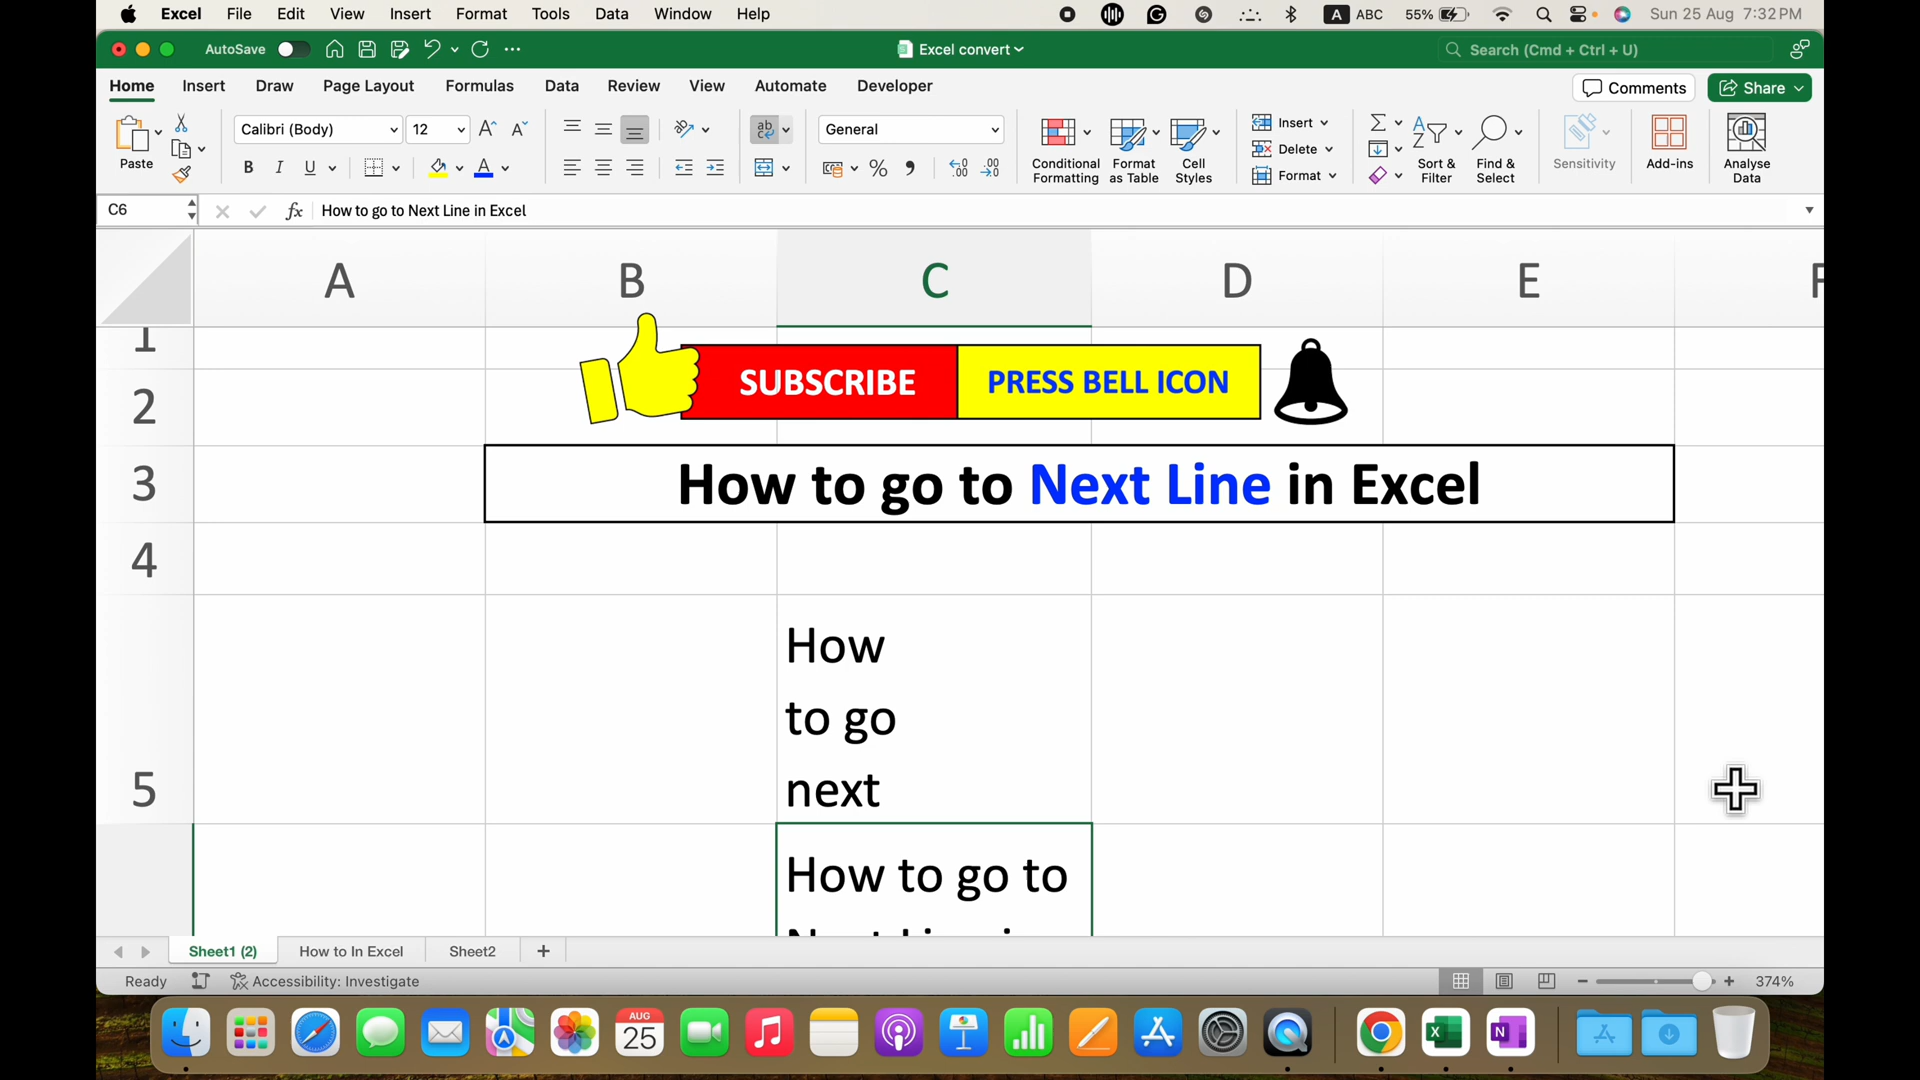 Excel File Edit View Insert Format Tools Data Window Help A ABC 55% Sun 25 Aug 7:32 PM
AutoSave Excel convert Search (Cmd + Ctrl + U)
Home Insert Draw Page Layout Formulas Data Review View Automate Developer Comments Share
Paste Calibri (Body) 12 General Conditional Formatting Format as Table Cell Styles Insert Delete Format Sort & Filter Find & Select Sensitivity Add-ins Analyse Data
B I U
C6 fx How to go to Next Line in Excel
A B C D E F
1
SUBSCRIBE PRESS BELL ICON
2
3 How to go to Next Line in Excel
4
How
to go
5 next
How to go to
Sheet1 (2) How to In Excel Sheet2
Ready Accessibility: Investigate 374%
AUG
25